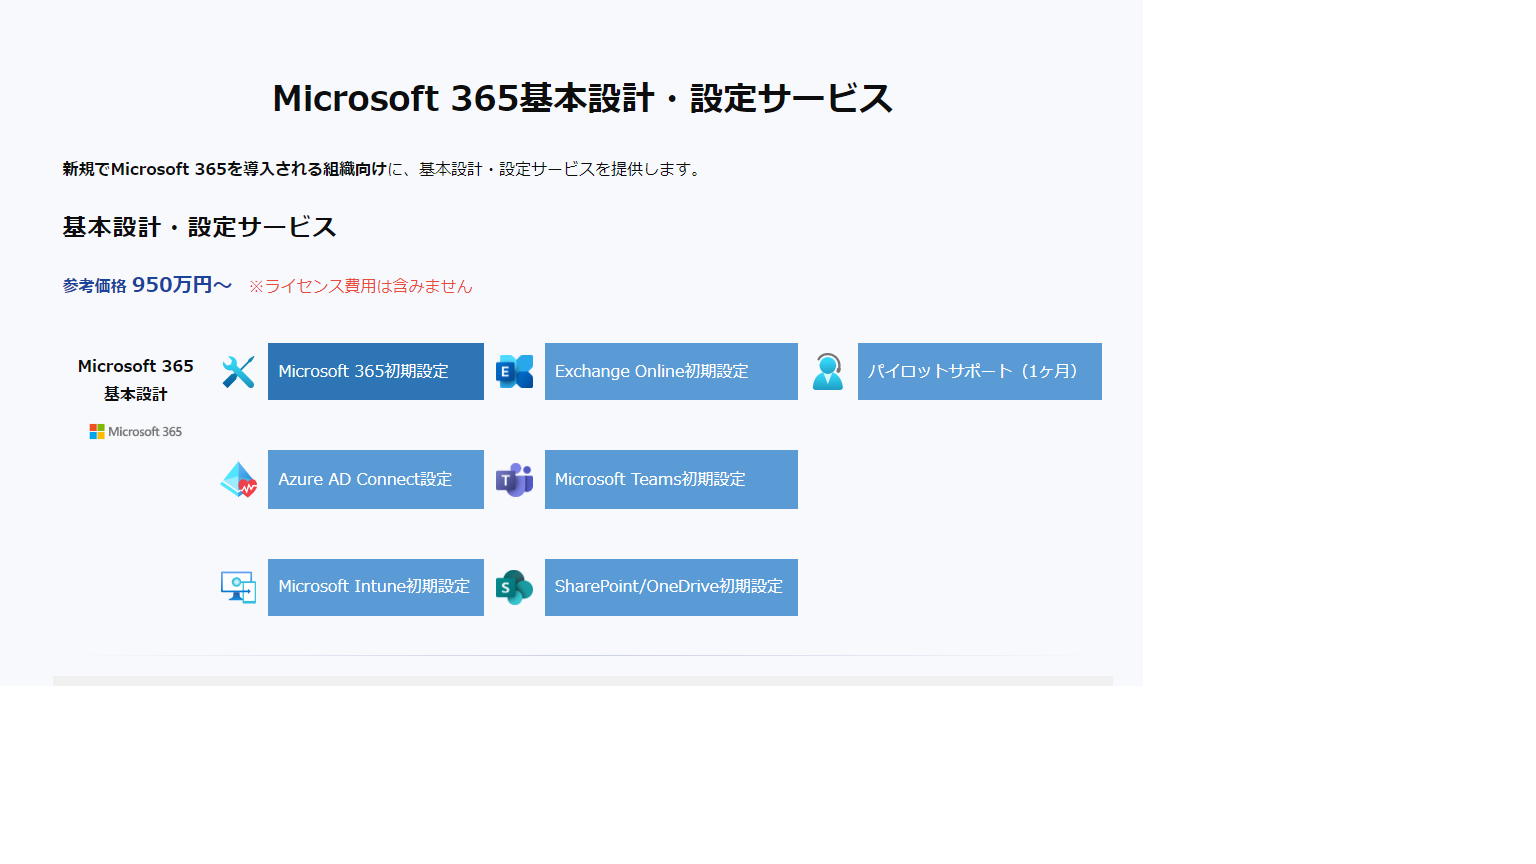 Microsoft 365基本設計・設定サービス
新規でMicrosoft 365を導入される組織向けに、基本設計・設定サービスを提供します。
基本設計・設定サービス
参考価格 950万円～ ※ライセンス費用は含みません
Microsoft 365
基本設計
Microsoft 365
Microsoft 365初期設定
Exchange Online初期設定
パイロットサポート（1ヶ月）
Azure AD Connect設定
Microsoft Teams初期設定
Microsoft Intune初期設定
SharePoint/OneDrive初期設定